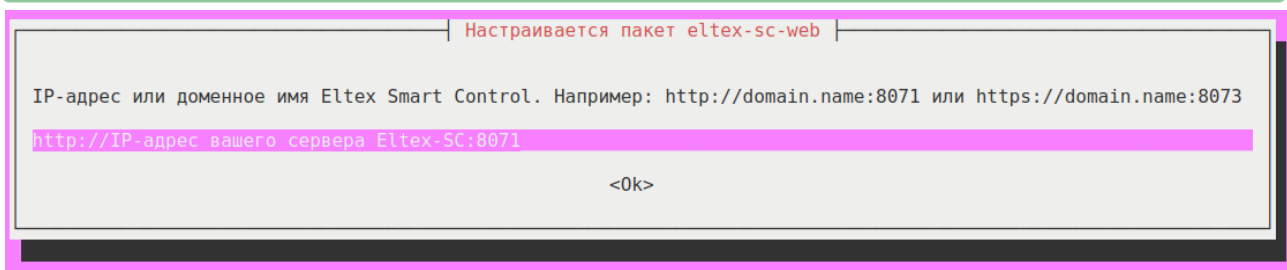 Настраивается пакет eltex-sc-web
IP-адрес или доменное имя Eltex Smart Control. Например: http://domain.name:8071 или https://domain.name:8073
http://IP-адрес вашего сервера Eltex-SC:8071
<Ok>